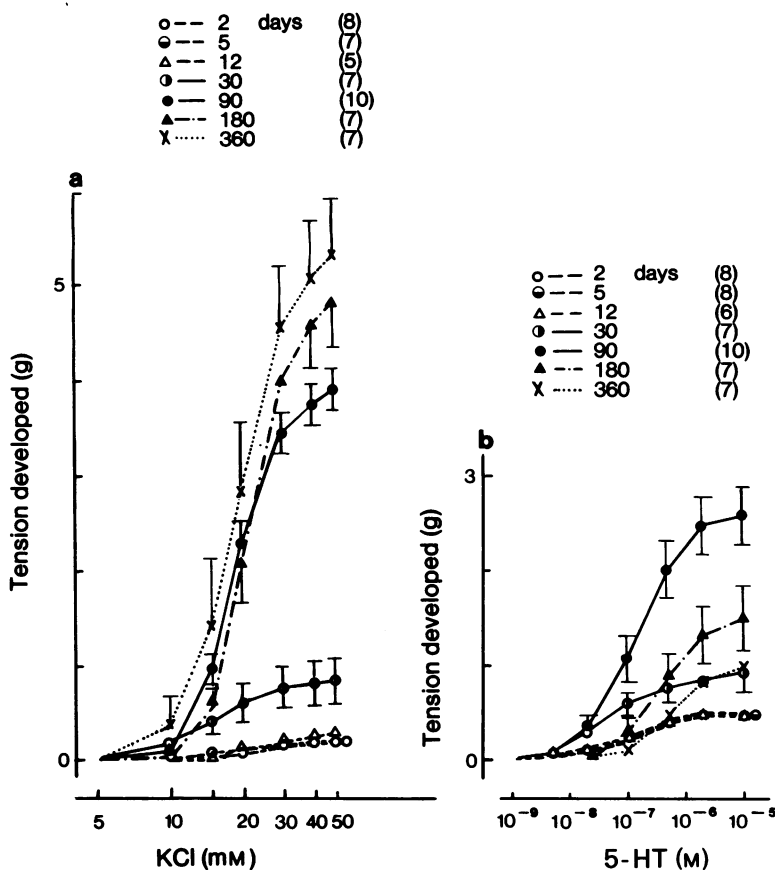 2 days (8)
5 (7)
12 (5)
30 (7)
90 (10)
180 (7)
360 (7)
a
5
0
Tension developed (g)
5 10 20 30 40 50
KCl (mM)
2 days (8)
5 (8)
12 (6)
30 (7)
90 (10)
180 (7)
360 (7)
b
3
0
Tension developed (g)
10⁻⁹ 10⁻⁸ 10⁻⁷ 10⁻⁶ 10⁻⁵
5-HT (M)